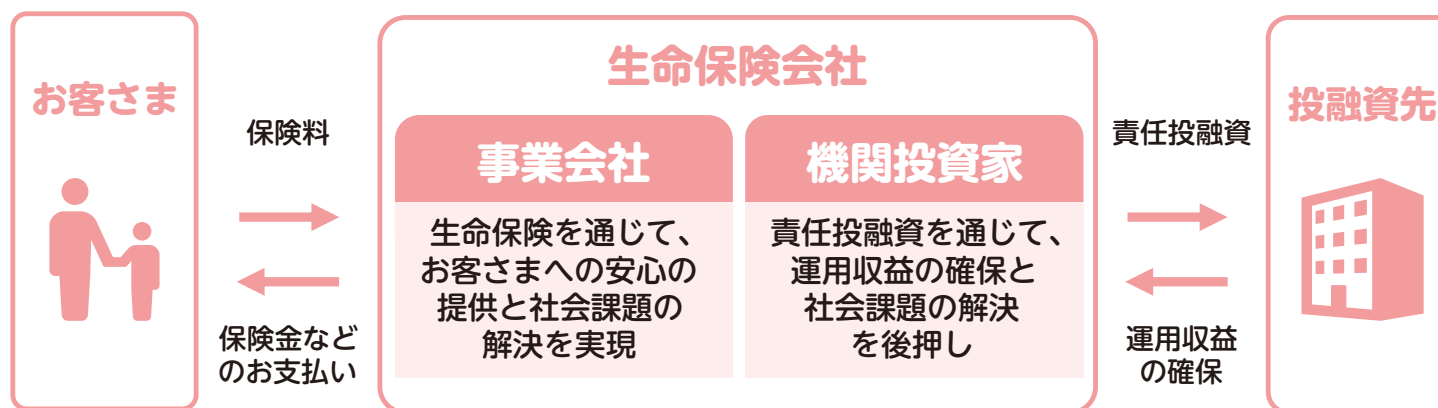 お客さま
保険料
保険金など
のお支払い
生命保険会社
事業会社
生命保険を通じて、
お客さまへの安心の
提供と社会課題の
解決を実現
機関投資家
責任投融資を通じて、
運用収益の確保と
社会課題の解決
を後押し
責任投融資
運用収益
の確保
投融資先